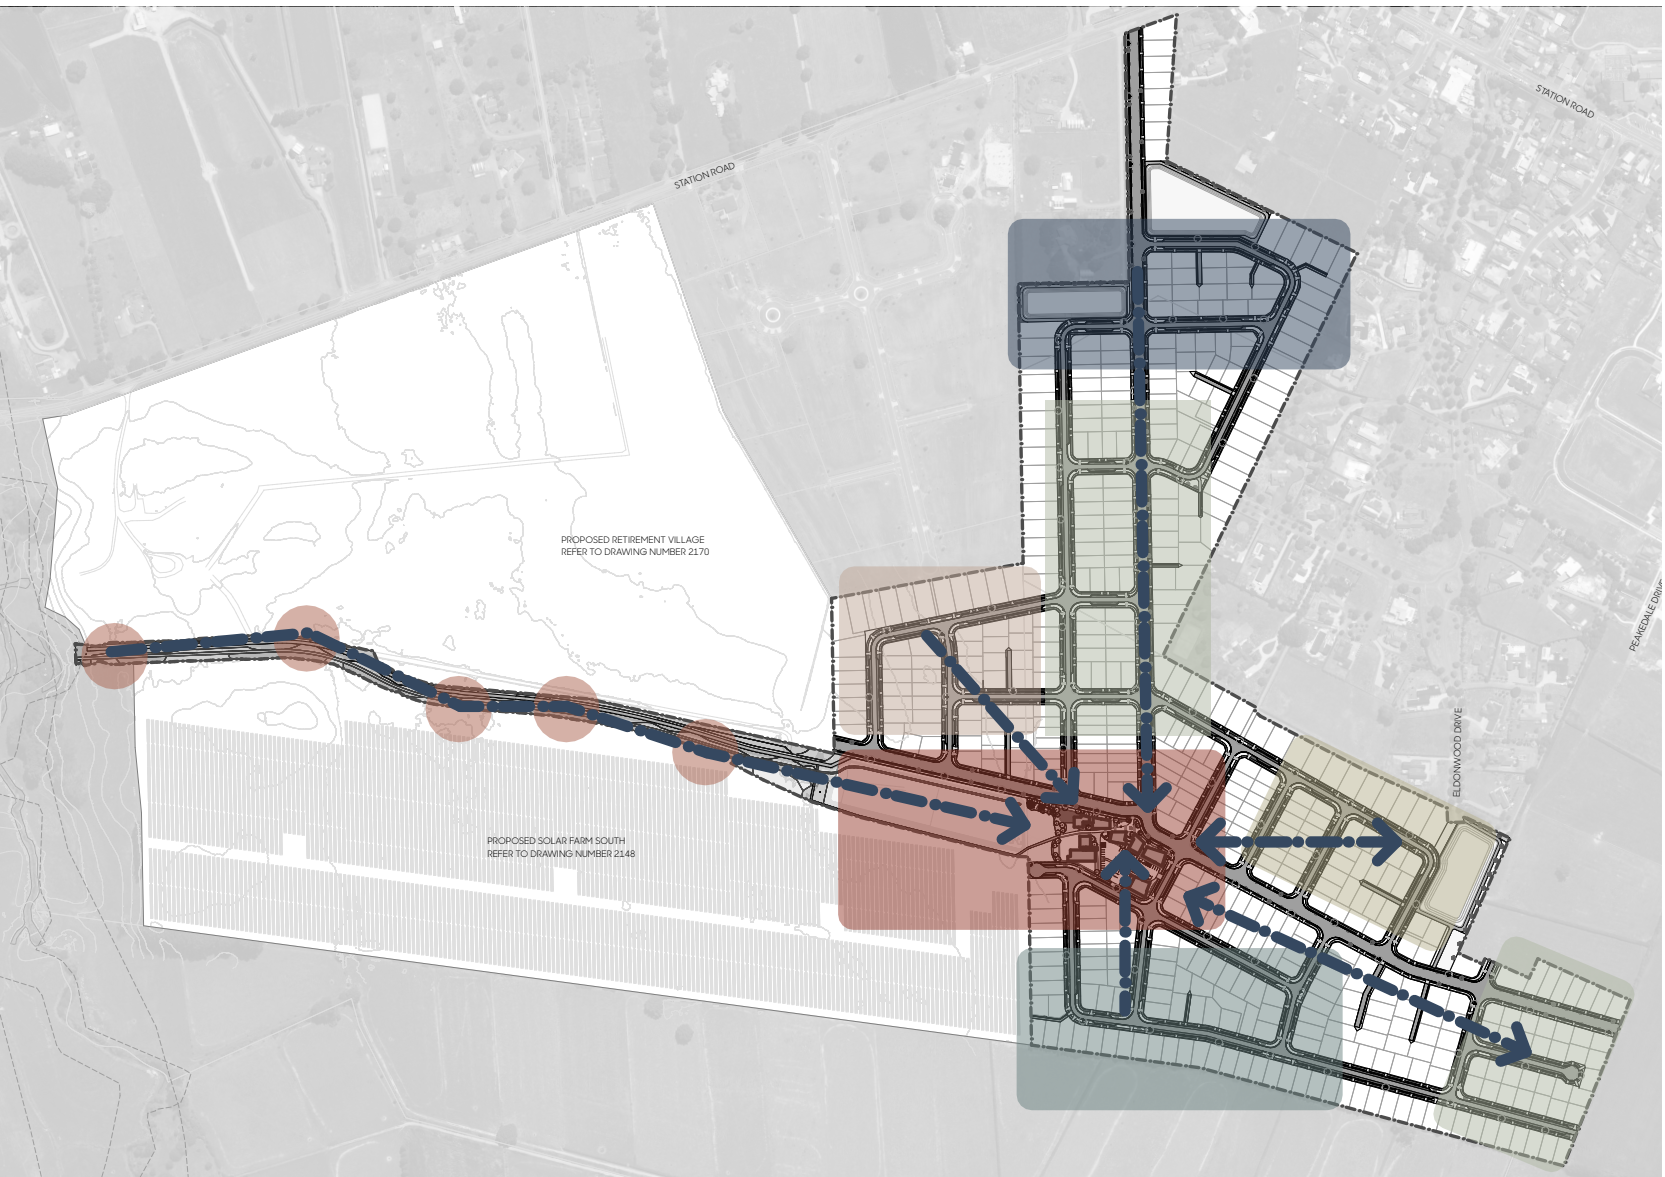 STATION ROAD
STATION ROAD
PROPOSED RETIREMENT VILLAGE
REFER TO DRAWING NUMBER 2170
PEAKEDALE DRIVE
ELDONWOOD DRIVE
PROPOSED SOLAR FARM SOUTH
REFER TO DRAWING NUMBER 2148